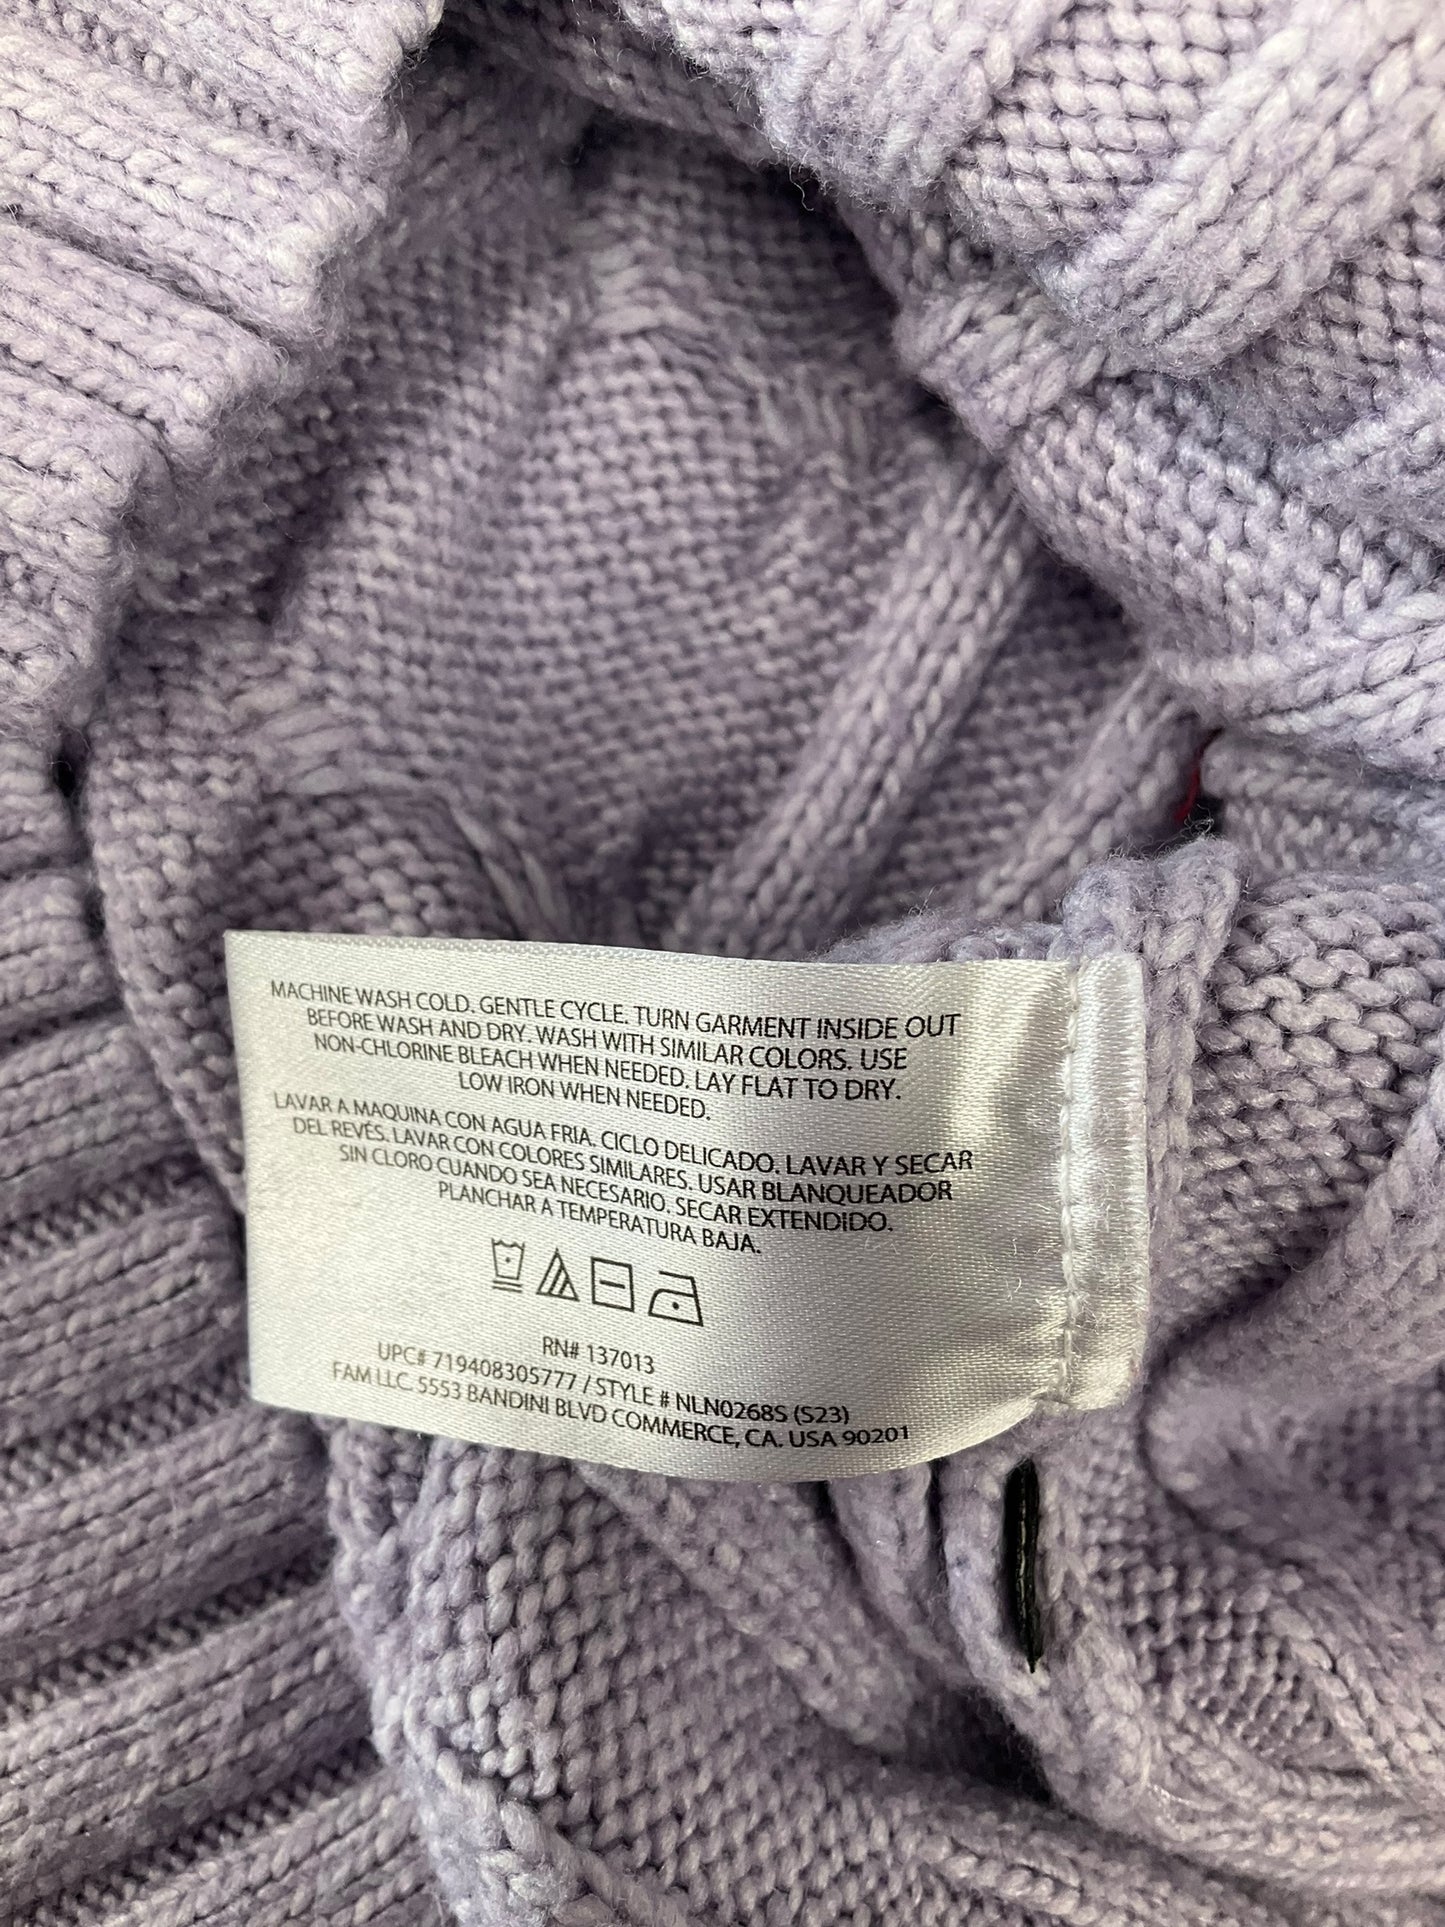 MACHINE WASH COLD. GENTLE CYCLE. TURN GARMENT INSIDE OUT
BEFORE WASH AND DRY. WASH WITH SIMILAR COLORS. USE
NON-CHLORINE BLEACH WHEN NEEDED. LAY FLAT TO DRY.
LOW IRON WHEN NEEDED.
LAVAR A MAQUINA CON AGUA FRIA. CICLO DELICADO. LAVAR Y SECAR
DEL REVÉS. LAVAR CON COLORES SIMILARES. USAR BLANQUEADOR
SIN CLORO CUANDO SEA NECESARIO. SECAR EXTENDIDO.
PLANCHAR A TEMPERATURA BAJA.
RN# 137013
UPC# 719408305777 / STYLE # NLN0268S (S23)
FAM LLC. 5553 BANDINI BLVD COMMERCE, CA. USA 90201